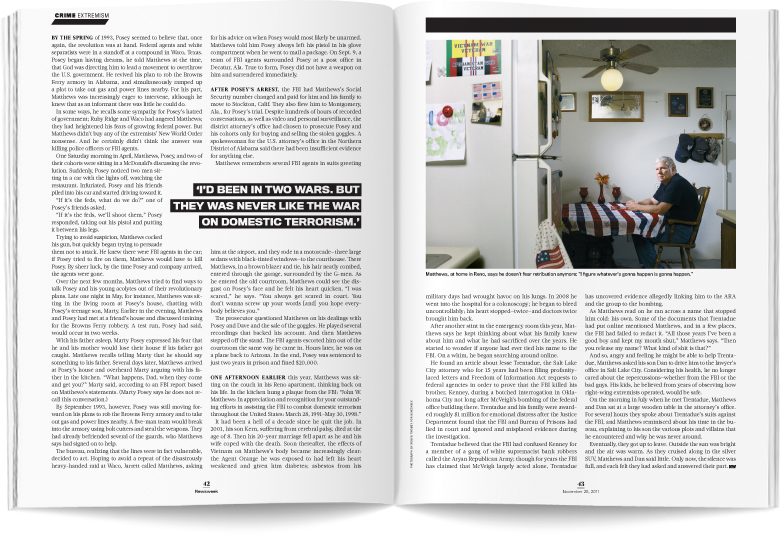 CRIME EXTREMISM
BY THE SPRING of 1993, Posey seemed to believe that, once
again, the revolution was at hand. Federal agents and white
separatists were in a standoff at a compound in Waco, Texas.
Posey began having dreams, he told Matthews at the time,
that God was directing him to lead a movement to overthrow
the U.S. government. He revived his plan to rob the Browns
Ferry armory in Alabama, and simultaneously cooked up
a plot to take out gas and power lines nearby. For his part,
Matthews was increasingly eager to intervene, although he
knew that as an informant there was little he could do.
In some ways, he recalls some sympathy for Posey's hatred
of government; Ruby Ridge and Waco had angered Matthews;
they had heightened his fears of growing federal power. But
Matthews didn't buy any of the extremists' New World Order
nonsense. And he certainly didn't think the answer was
killing police officers or FBI agents.
One Saturday morning in April, Matthews, Posey, and two of
their cohorts were sitting in a McDonald's discussing the revo-
lution. Suddenly, Posey noticed two men sit-
ting in a car with the lights off, watching the
restaurant. Infuriated, Posey and his friends
piled into his car and started driving toward it.
"If it's the feds, what do we do?" one of
Posey's friends asked.
"If it's the feds, we'll shoot them," Posey
responded, taking out his pistol and putting
it between his legs.
Trying to avoid suspicion, Matthews cocked
his gun, but quickly began trying to persuade
them not to attack. He knew there were FBI agents in the car;
if Posey tried to fire on them, Matthews would have to kill
Posey. By sheer luck, by the time Posey and company arrived,
the agents were gone.
Over the next few months, Matthews tried to find ways to
talk Posey and his young acolytes out of their revolutionary
plans. Late one night in May, for instance, Matthews was sit-
ting in the living room at Posey's house, chatting with
Posey's teenage son, Marty. Earlier in the evening, Matthews
and Posey had met at a friend's house and discussed training
for the Browns Ferry robbery. A test run, Posey had said,
would occur in two weeks.
With his father asleep, Marty Posey expressed his fear that
he and his mother would lose their house if his father got
caught. Matthews recalls telling Marty that he should say
something to his father. Several days later, Matthews arrived
at Posey's house and overheard Marty arguing with his fa-
ther in the kitchen. "What happens, Dad, when they come
and get you?" Marty said, according to an FBI report based
on Matthews's statements. (Marty Posey says he does not re-
call this conversation.)
By September 1993, however, Posey was still moving for-
ward on his plans to rob the Browns Ferry armory and to take
out gas and power lines nearby. A five-man team would break
into the armory using bolt cutters and steal the weapons. They
had already befriended several of the guards, who Matthews
says had signed on to help.
The bureau, realizing that the lines were in fact vulnerable,
decided to act. Hoping to avoid a repeat of the disastrously
heavy-handed raid at Waco, Jarrett called Matthews, asking
for his advice on when Posey would most likely be unarmed.
Matthews told him Posey always left his pistol in his glove
compartment when he went to mail a package. On Sept. 9, a
team of FBI agents surrounded Posey at a post office in
Decatur, Ala. True to form, Posey did not have a weapon on
him and surrendered immediately.
AFTER POSEY'S ARREST, the FBI had Matthews's Social
Security number changed and paid for him and his family to
move to Stockton, Calif. They also flew him to Montgomery,
Ala., for Posey's trial. Despite hundreds of hours of recorded
conversations, as well as video and personal surveillance, the
district attorney's office had chosen to prosecute Posey and
his cohorts only for buying and selling the stolen goggles. A
spokeswoman for the U.S. attorney's office in the Northern
District of Alabama said there had been insufficient evidence
for anything else.
Matthews remembers several FBI agents in suits greeting
'I'D BEEN IN TWO WARS. BUT
THEY WAS NEVER LIKE THE WAR
ON DOMESTIC TERRORISM.'
him at the airport, and they rode in a motorcade–three large
sedans with black-tinted windows–to the courthouse. There
Matthews, in a brown blazer and tie, his hair neatly combed,
entered through the garage, surrounded by the G-men. As
he entered the old courtroom, Matthews could see the dis-
gust on Posey's face and he felt his heart quicken. "I was
scared," he says. "You always get scared in court. You
don't wanna screw up your words [and] you hope every-
body believes you."
The prosecutor questioned Matthews on his dealings with
Posey and Dave and the sale of the goggles. He played several
recordings that backed his account. And then Matthews
stepped off the stand. The FBI agents escorted him out of the
courtroom the same way he came in. Hours later, he was on
a plane back to Arizona. In the end, Posey was sentenced to
just two years in prison and fined $20,000.
ONE AFTERNOON EARLIER this year, Matthews was sit-
ting on the couch in his Reno apartment, thinking back on
his life. In the kitchen hung a plaque from the FBI: "John W.
Matthews: In appreciation and recognition for your outstand-
ing efforts in assisting the FBI to combat domestic terrorism
throughout the United States: March 28, 1991–May 30, 1998."
It had been a bit of a decade since he quit the job. In
2001, his son Keen, suffering from cerebral palsy, died at the
age of 8. Then his 20-year marriage fell apart as he and his
wife coped with the death. Soon thereafter, the effects of
Vietnam on Matthews's body became increasingly clear:
the Agent Orange he was exposed to had left his heart
weakened and given him diabetes; asbestos from his
42
Newsweek
VIETNAM WAR
VETERAN
Matthews, at home in Reno, says he doesn't fear retribution anymore: "I figure whatever's gonna happen is gonna happen."
military days had wrought havoc on his lungs. In 2008 he
went into the hospital for a colonoscopy; he began to bleed
uncontrollably, his heart stopped–twice–and doctors twice
brought him back.
After another stint in the emergency room this year, Mat-
thews says he kept thinking about what his family knew
about him and what he had sacrificed over the years. He
started to wonder if anyone had ever tied his name to the
FBI. On a whim, he began searching around online.
He found an article about Jesse Trentadue, the Salt Lake
City attorney who for 15 years had been filing profanity-
laced letters and Freedom of Information Act requests to
federal agencies in order to prove that the FBI killed his
brother, Kenney, during a botched interrogation in Okla-
homa City not long after McVeigh's bombing of the federal
office building there. Trentadue and his family were award-
ed roughly $1 million for emotional distress after the Justice
Department found that the FBI and Bureau of Prisons had
lied in court and ignored and misplaced evidence during
the investigation.
Trentadue believed that the FBI had confused Kenney for
a member of a gang of white supremacist bank robbers
called the Aryan Republican Army, though for years the FBI
has claimed that McVeigh largely acted alone, Trentadue
has uncovered evidence allegedly linking him to the ARA
and the group to the bombing.
As Matthews read on he ran across a name that stopped
him cold: his own. Some of the documents that Trentadue
had put online mentioned Matthews, and in a few places,
the FBI had failed to redact it. "All those years I've been a
good boy and kept my mouth shut," Matthews says. "Then
you release my name? What kind of shit is that?"
And so, angry and feeling he might be able to help Trenta-
due, Matthews asked his son Dan to drive him to the lawyer's
office in Salt Lake City. Considering his health, he no longer
cared about the repercussions–whether from the FBI or the
bad guys. His kids, he believed from years of observing how
right-wing extremists operated, would be safe.
On the morning in July when he met Trentadue, Matthews
and Dan sat at a large wooden table in the attorney's office.
For several hours they spoke about Trentadue's suits against
the FBI, and Matthews reminisced about his time in the bu-
reau, explaining to his son the various plots and villains that
he encountered and why he was never around.
Eventually, they got up to leave. Outside the sun was bright
and the air was warm. As they cruised along in the silver
SUV, Matthews and Dan said little. Only now, the silence was
full, and each felt they had asked and answered their part.
43
November 28, 2011